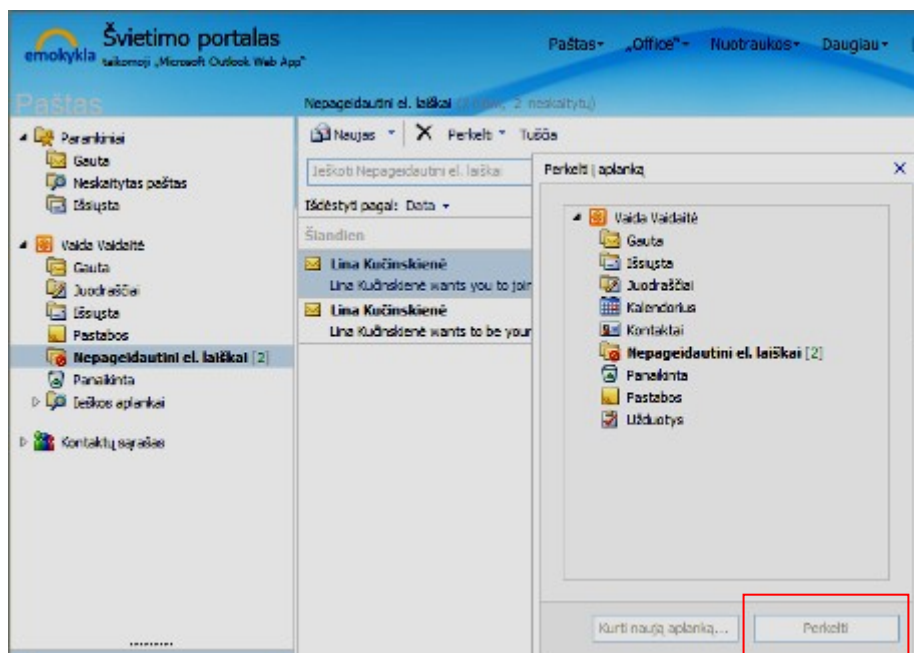 Švietimo portalas
emokykla taikomoji „Microsoft Outlook Web App"
Paštas „Office" Nuotraukos Daugiau
Paštas
Nepageidautini el. laiškai 2 neskaitytų)
Parankiniai
Gauta
Neskaitytas paštas
Išsiųsta
Vaida Vaidaitė
Gauta
Juodraščiai
Išsiųsta
Pastabos
Nepageidautini el. laiškai [2]
Panaikinta
Ieškos aplankai
Kontaktų sąrašas
Naujas Perkelti Tuščia
Ieškoti Nepageidautini el. laiškai
Išdėstyti pagal: Data
Šiandien
Lina Kučinskienė
Lina Kučinskienė wants you to join
Lina Kučinskienė
Lina Kučinskienė wants to be your
Perkelti į aplanką
Vaida Vaidaitė
Gauta
Išsiųsta
Juodraščiai
Kalendorius
Kontaktai
Nepageidautini el. laiškai [2]
Panaikinta
Pastabos
Užduotys
Kurti naują aplanką... Perkelti